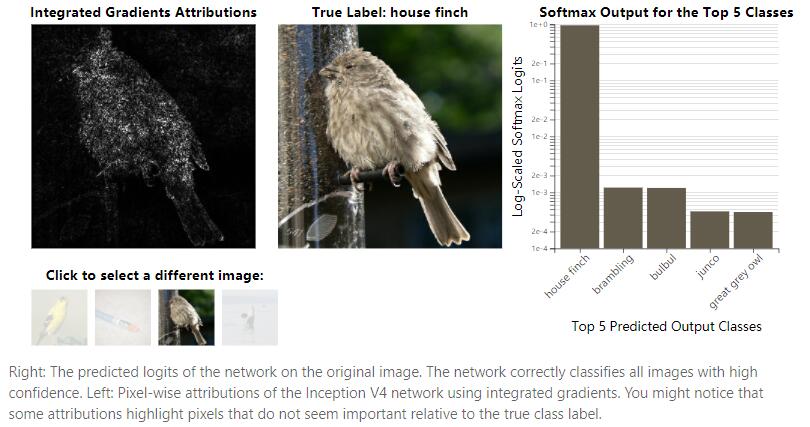 Integrated Gradients Attributions
True Label: house finch
Softmax Output for the Top 5 Classes
Log-Scaled Softmax Logits
1e+0
2e-1
1e-1
2e-2
1e-2
2e-3
1e-3
2e-4
1e-4
house finch
brambling
bulbul
junco
great grey owl
Top 5 Predicted Output Classes
Click to select a different image:
Right: The predicted logits of the network on the original image. The network correctly classifies all images with high
confidence. Left: Pixel-wise attributions of the Inception V4 network using integrated gradients. You might notice that
some attributions highlight pixels that do not seem important relative to the true class label.